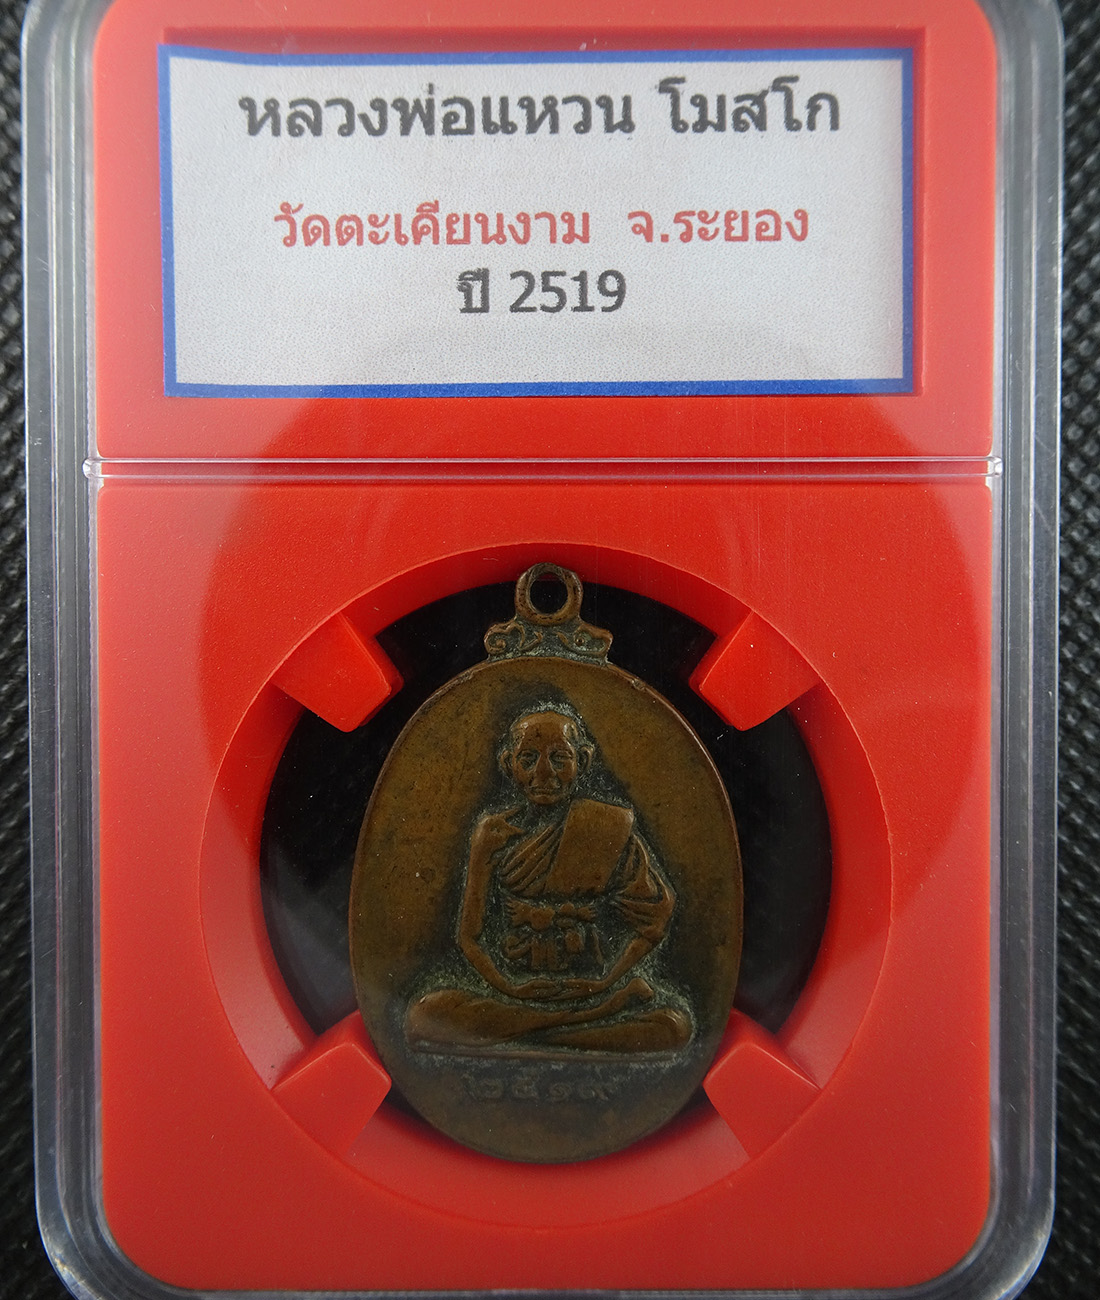 หลวงพ่อแหวน โมสโก
วัดตะเคียนงาม จ.ระยอง
ปี 2519
๒๕๑๙